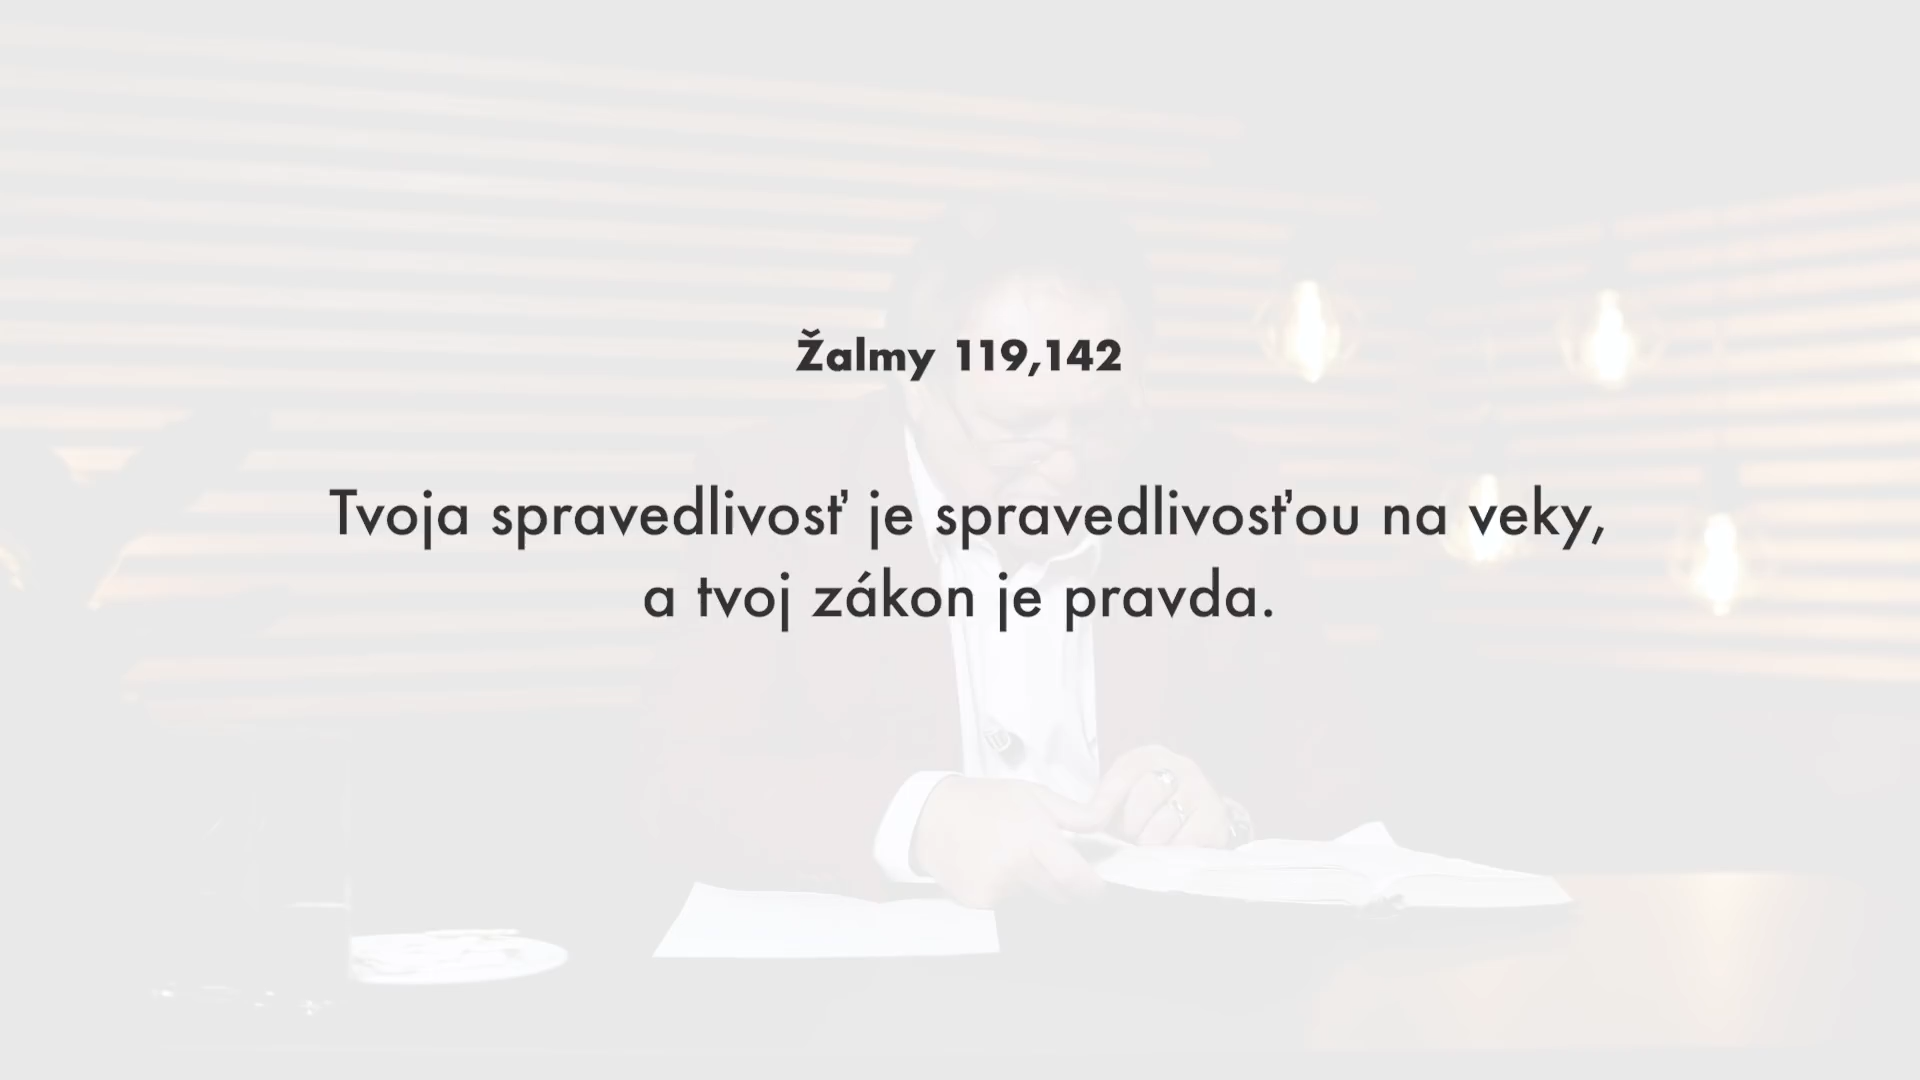 Žalmy 119,142
Tvoja spravedlivosť je spravedlivosťou na veky,
a tvoj zákon je pravda.